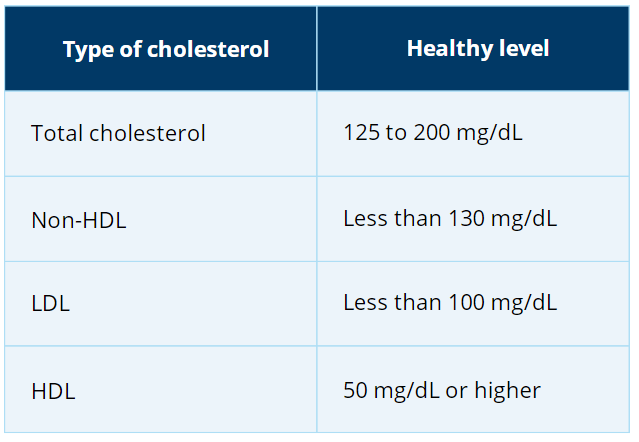 Type of cholesterol Healthy level
Total cholesterol 125 to 200 mg/dL
Non-HDL Less than 130 mg/dL
LDL Less than 100 mg/dL
HDL 50 mg/dL or higher